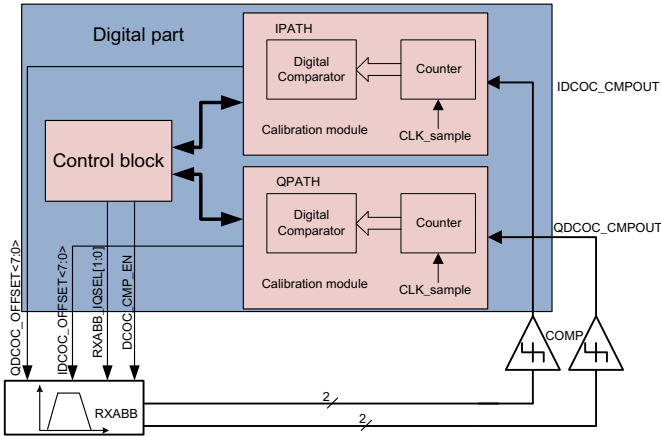 Digital part
IPATH
Digital
Comparator
Counter
Calibration module
CLK_sample
IDCOC_CMPOUT
Control block
QPATH
Digital
Comparator
Counter
Calibration module
CLK_sample
QDCOC_CMPOUT
QDCOC_OFFSET<7:0>
IDCOC_OFFSET<7:0>
RXABB_IQSEL[1:0]
DCOC_CMP_EN
COMP
RXABB
2
2